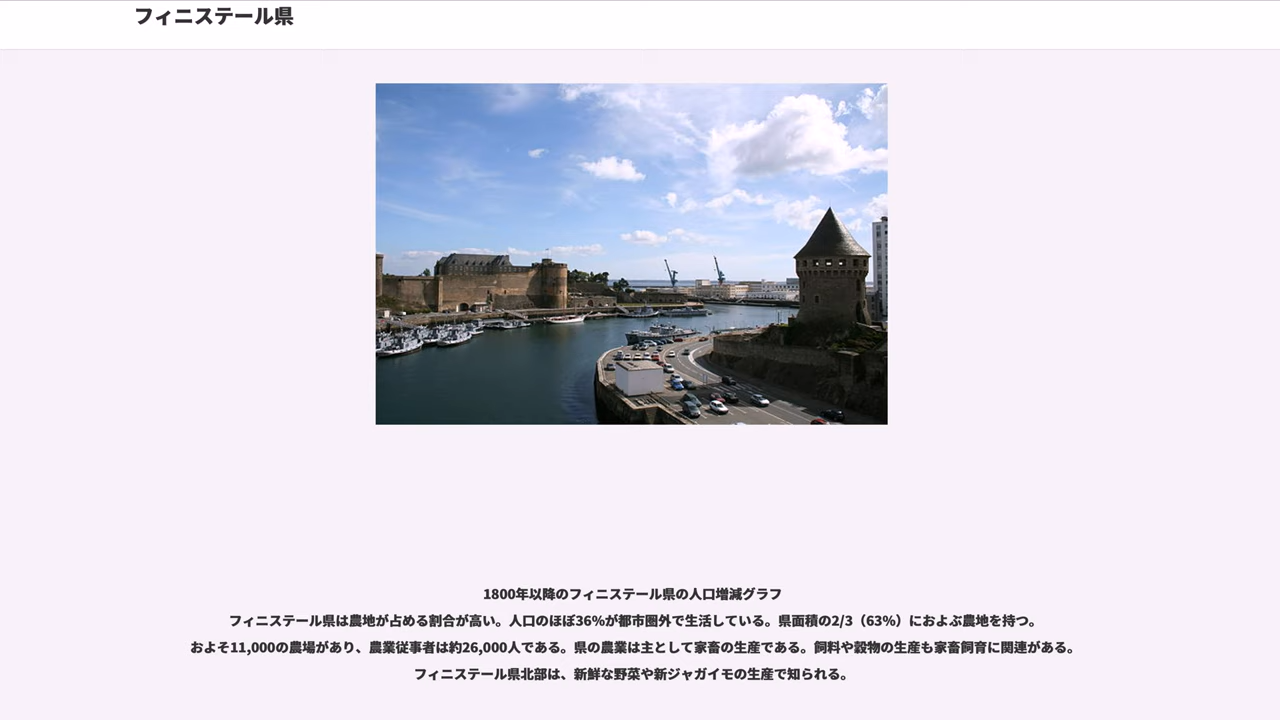 フィニステール県
1800年以降のフィニステール県の人口増減グラフ
フィニステール県は農地が占める割合が高い。人口のほぼ36%が都市圏外で生活している。県面積の2/3（63%）におよぶ農地を持つ。
およそ11,000の農場があり、農業従事者は約26,000人である。県の農業は主として家畜の生産である。飼料や穀物の生産も家畜飼育に関連がある。
フィニステール県北部は、新鮮な野菜や新ジャガイモの生産で知られる。